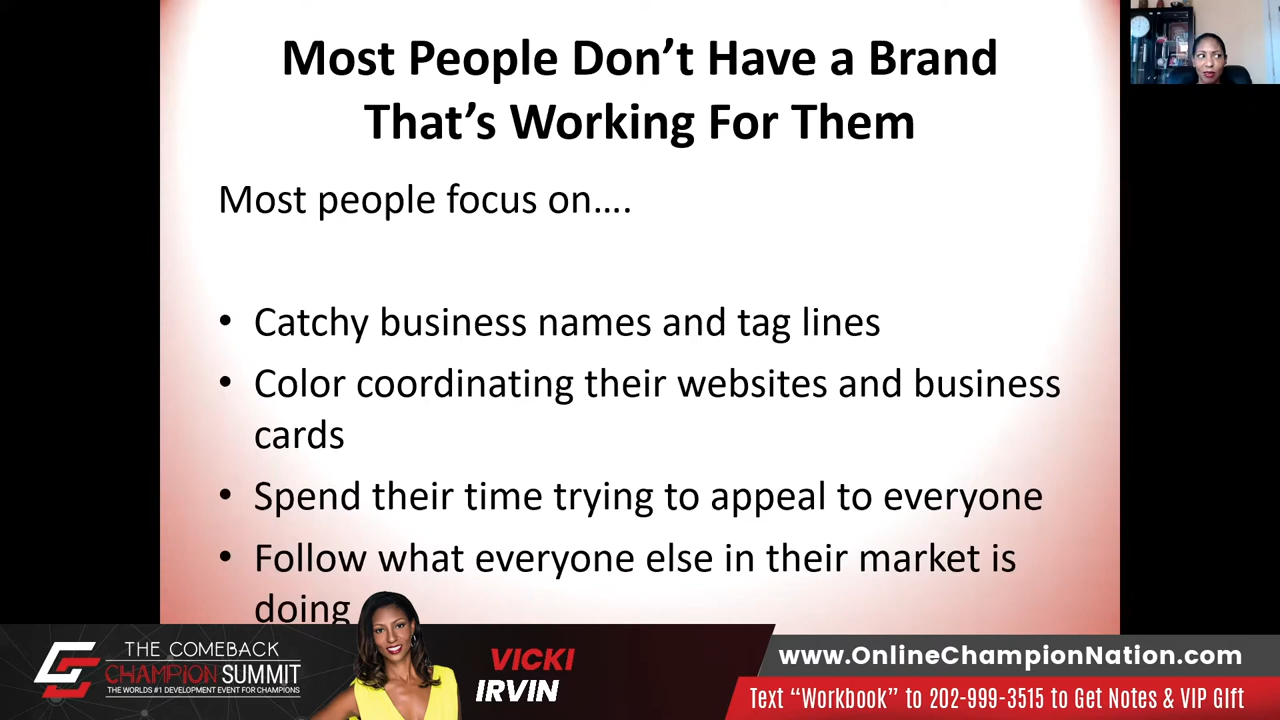 Most People Don’t Have a Brand
That’s Working For Them
Most people focus on….
• Catchy business names and tag lines
• Color coordinating their websites and business
cards
• Spend their time trying to appeal to everyone
• Follow what everyone else in their market is
doing
THE COMEBACK
CHAMPION SUMMIT
THE WORLDS #1 DEVELOPMENT EVENT FOR CHAMPIONS
VICKI
IRVIN
www.OnlineChampionNation.com
Text “Workbook” to 202-999-3515 to Get Notes & VIP GIft